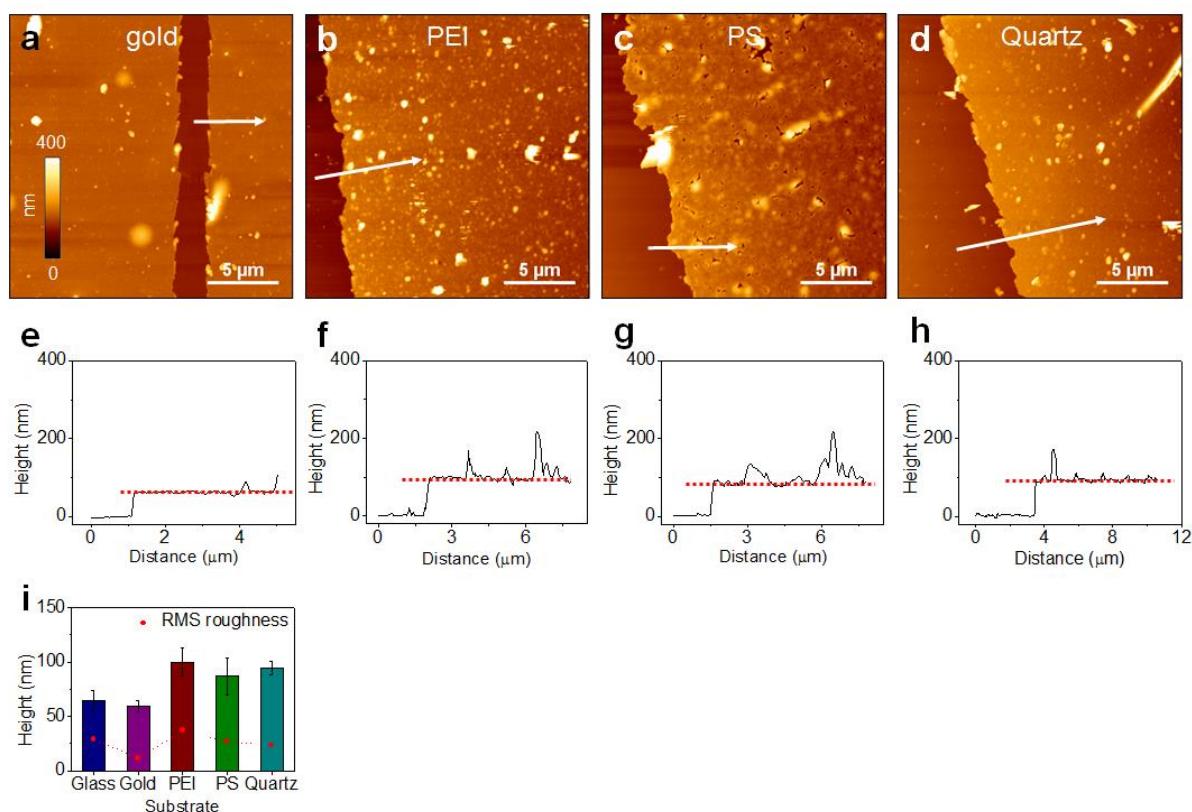 a gold
b PEI
c PS
d Quartz
400
nm
0
5 µm
5 µm
5 µm
5 µm
e
400
200
0
Height (nm)
0 2 4
Distance (µm)
f
400
200
0
Height (nm)
0 3 6
Distance (µm)
g
400
200
0
Height (nm)
0 3 6
Distance (µm)
h
400
200
0
Height (nm)
0 4 6 8 10 12
Distance (µm)
i
150
100
50
0
Height (nm)
RMS roughness
Glass Gold PEI PS Quartz
Substrate